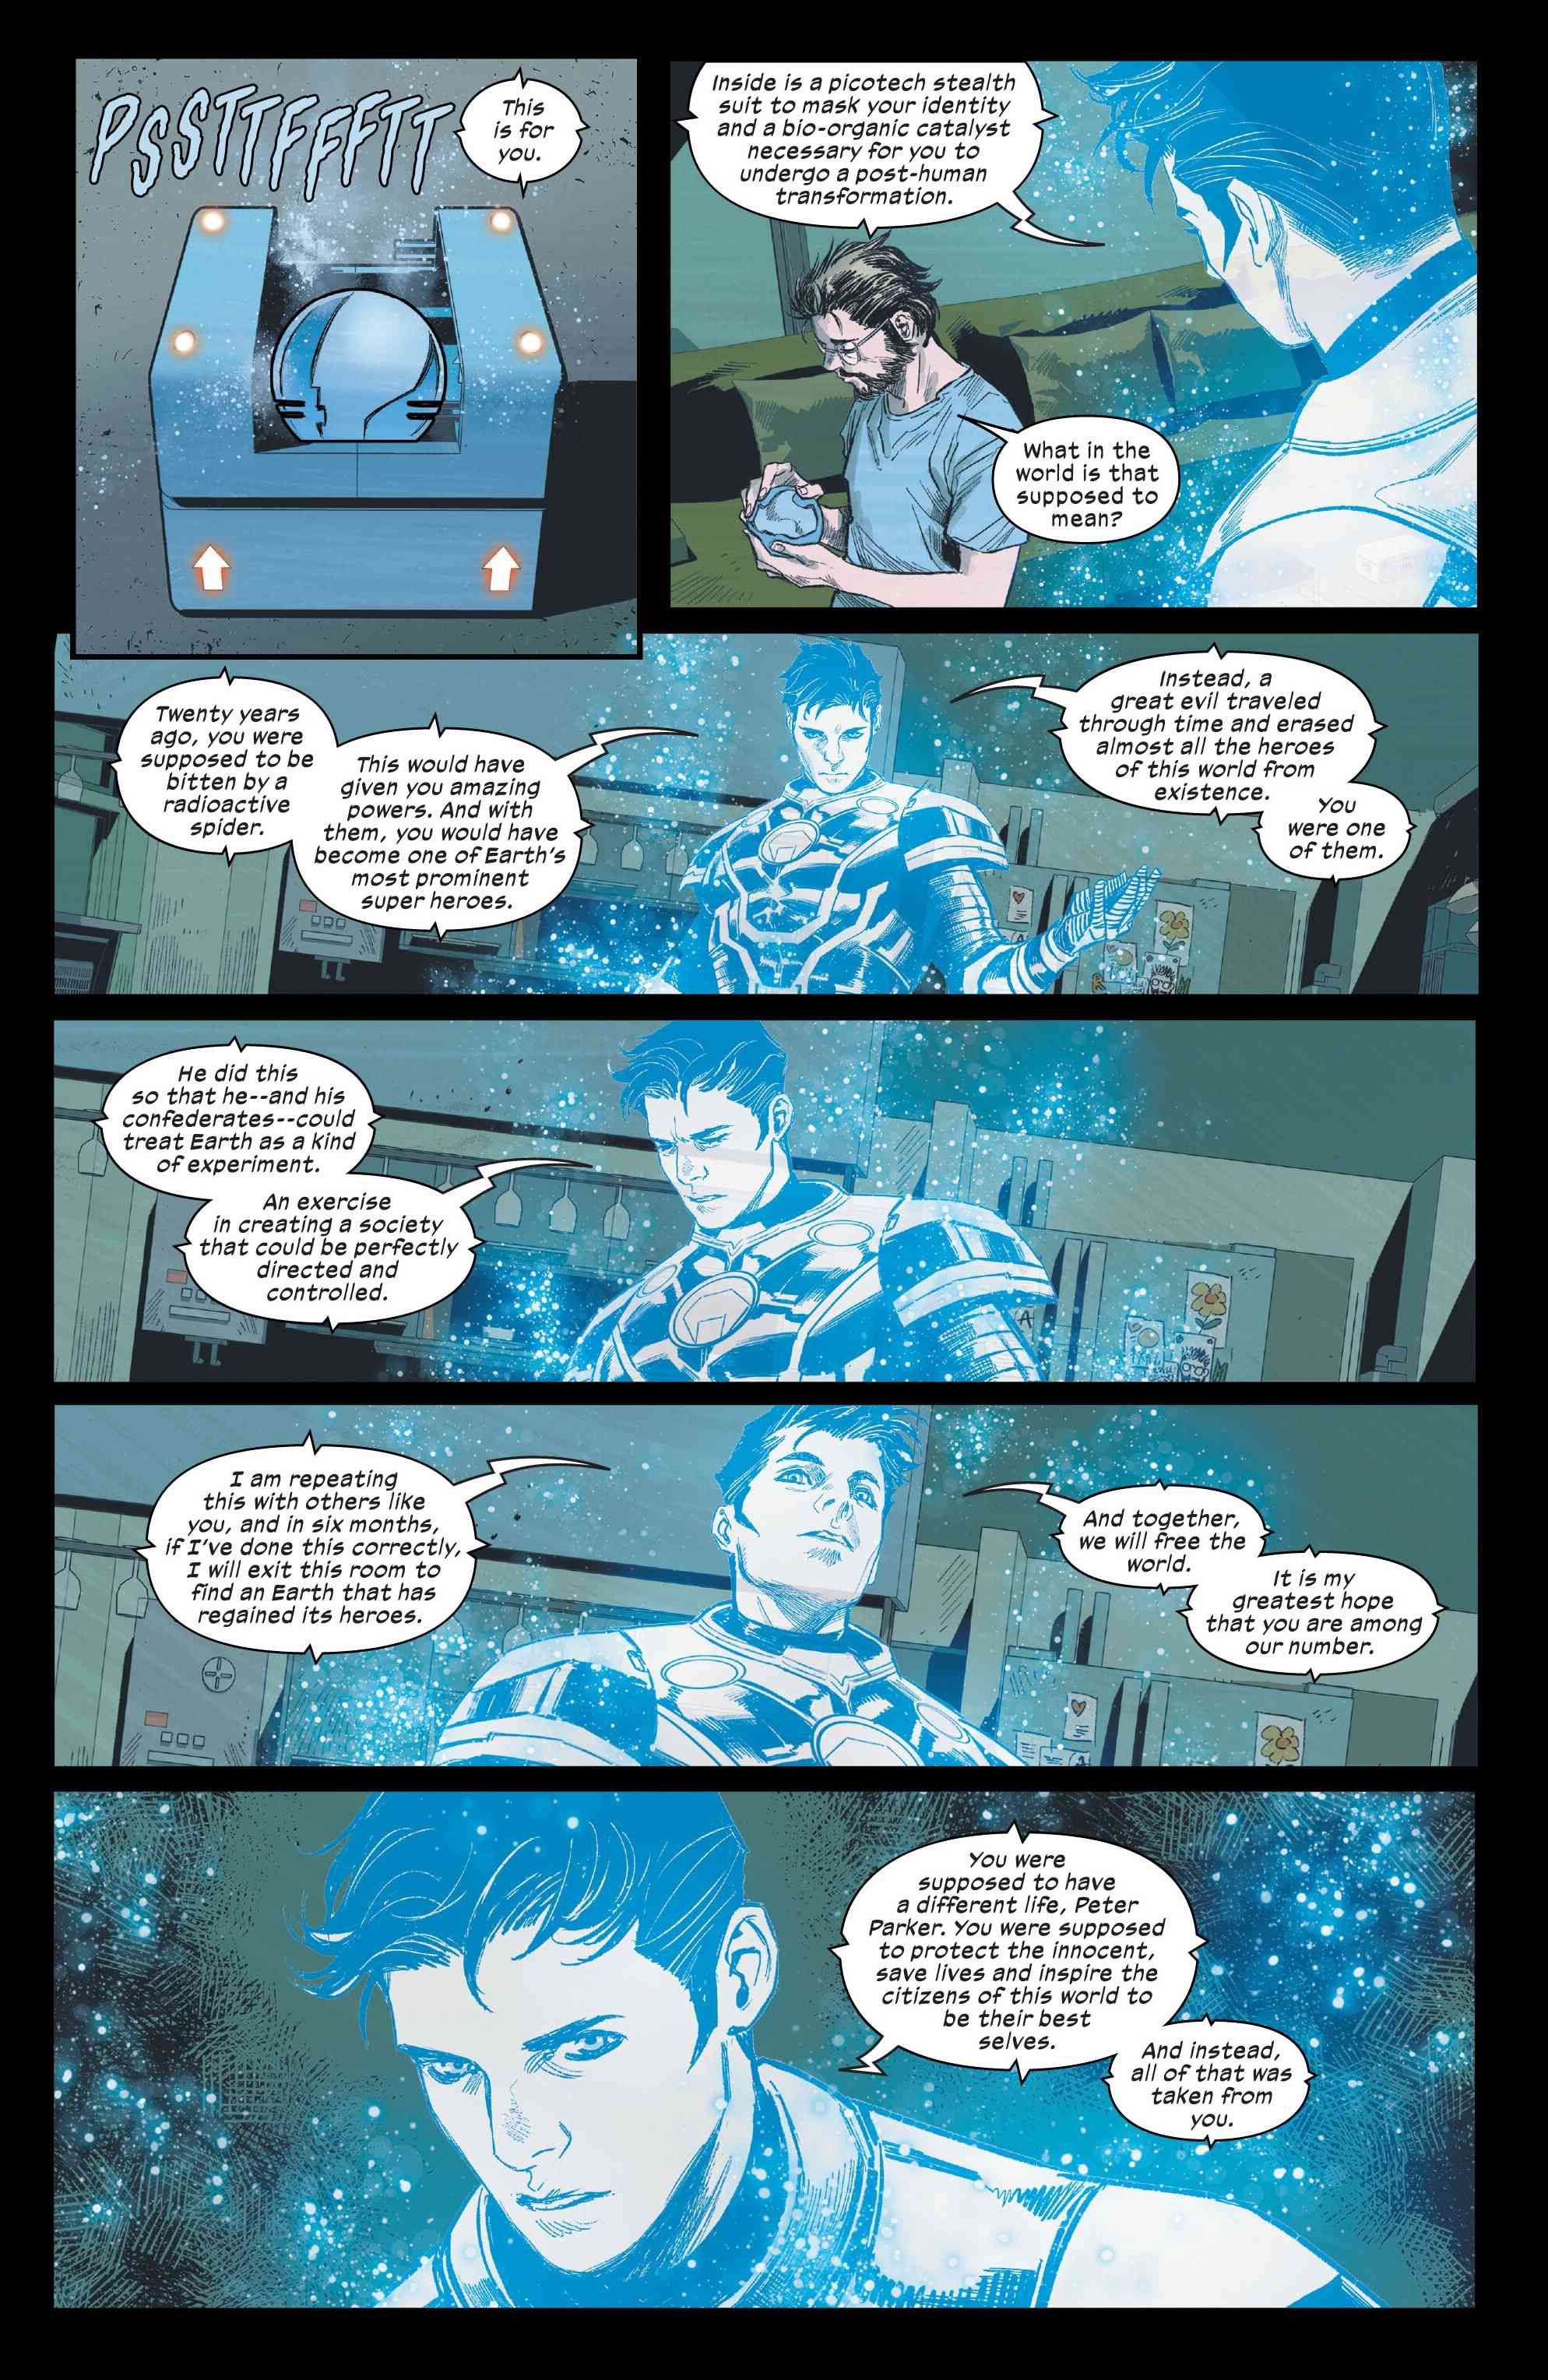 PSSTTFFFFTT
This
is for
you.
Inside is a picotech stealth
suit to mask your identity
and a bio-organic catalyst
necessary for you to
undergo a post-human
transformation.
What in the
world is that
supposed to
mean?
Twenty years
ago, you were
supposed to be
bitten by a
radioactive
spider.
This would have
given you amazing
powers. And with
them, you would have
become one of Earth's
most prominent
super heroes.
Instead, a
great evil traveled
through time and erased
almost all the heroes
of this world from
existence.
You
were one
of them.
He did this
so that he--and his
confederates--could
treat Earth as a kind
of experiment.
An exercise
in creating a society
that could be perfectly
directed and
controlled.
I am repeating
this with others like
you, and in six months,
if I've done this correctly,
I will exit this room to
find an Earth that has
regained its heroes.
And together,
we will free the
world.
It is my
greatest hope
that you are among
our number.
You were
supposed to have
a different life, Peter
Parker. You were supposed
to protect the innocent,
save lives and inspire the
citizens of this world to
be their best
selves.
And instead,
all of that was
taken from
you.